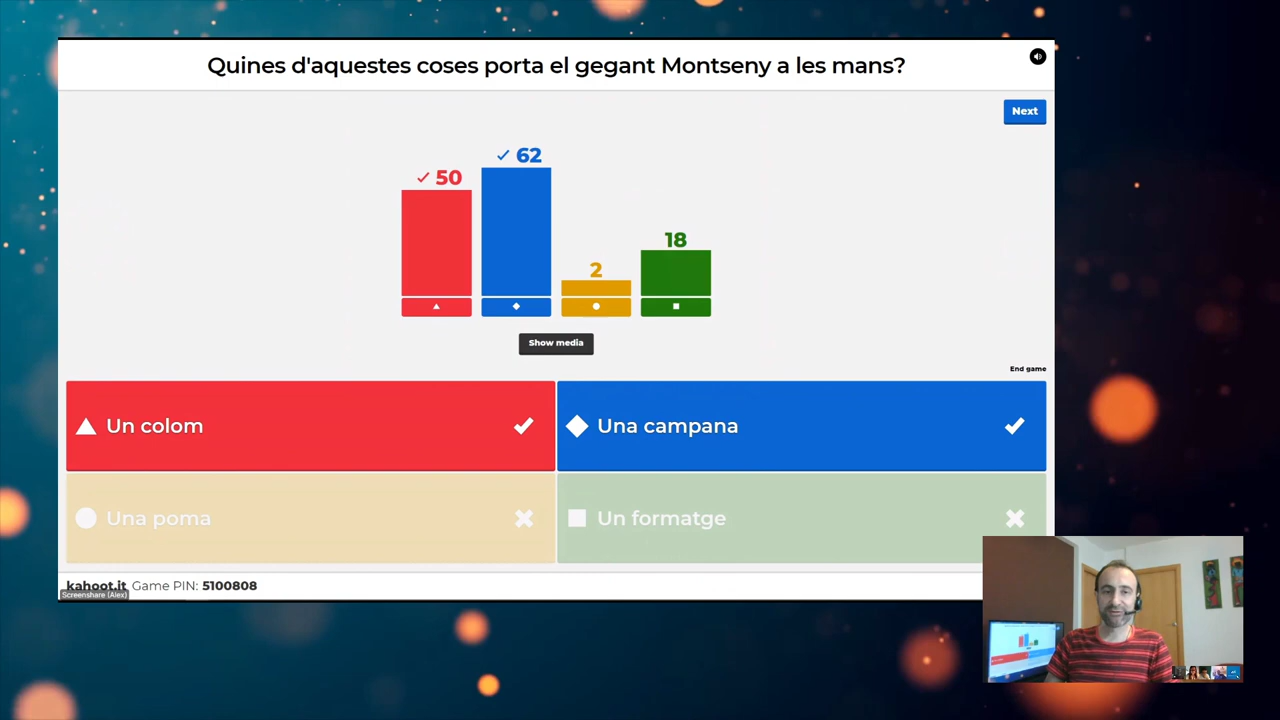 Quines d'aquestes coses porta el gegant Montseny a les mans?
Next
50
62
2
18
Show media
End game
Un colom
Una campana
Una poma
Un formatge
kahoot.it Game PIN: 5100808
Screenshare (Alex)